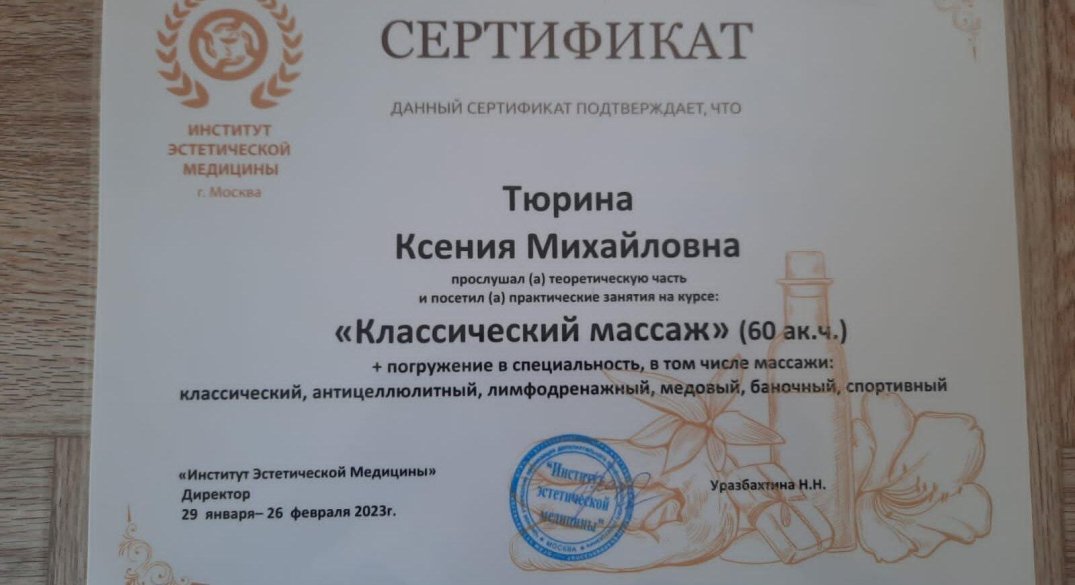 СЕРТИФИКАТ
ДАННЫЙ СЕРТИФИКАТ ПОДТВЕРЖДАЕТ, ЧТО
ИНСТИТУТ
ЭСТЕТИЧЕСКОЙ
МЕДИЦИНЫ
г. Москва
Тюрина
Ксения Михайловна
прослушал (а) теоретическую часть
и посетил (а) практические занятия на курсе:
«Классический массаж» (60 ак.ч.)
+ погружение в специальность, в том числе массажи:
классический, антицеллюлитный, лимфодренажный, медовый, баночный, спортивный
«Институт Эстетической Медицины»
Директор
29 января– 26 февраля 2023г.
"Институт
эстетической
медицины"
МОСКВА
Уразбахтина Н.Н.